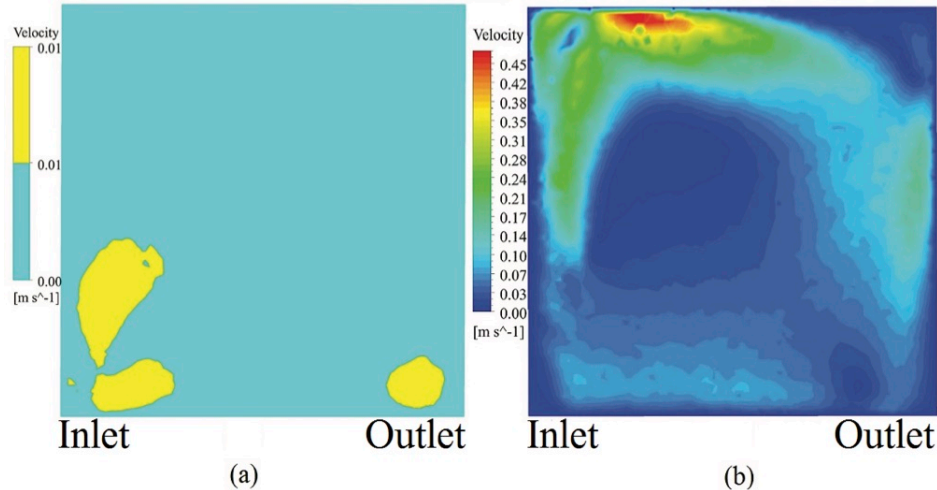 Velocity
0.01
0.01
0.00
[m s^-1]
Inlet
Outlet
(a)
Velocity
0.45
0.42
0.38
0.35
0.31
0.28
0.24
0.21
0.17
0.14
0.10
0.07
0.03
0.00
[m s^-1]
Inlet
Outlet
(b)